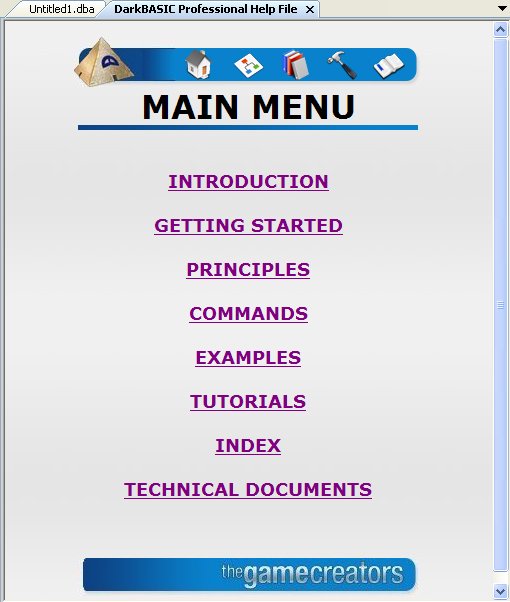 Untitled1.dba DarkBASIC Professional Help File
MAIN MENU
INTRODUCTION
GETTING STARTED
PRINCIPLES
COMMANDS
EXAMPLES
TUTORIALS
INDEX
TECHNICAL DOCUMENTS
thegamecreators